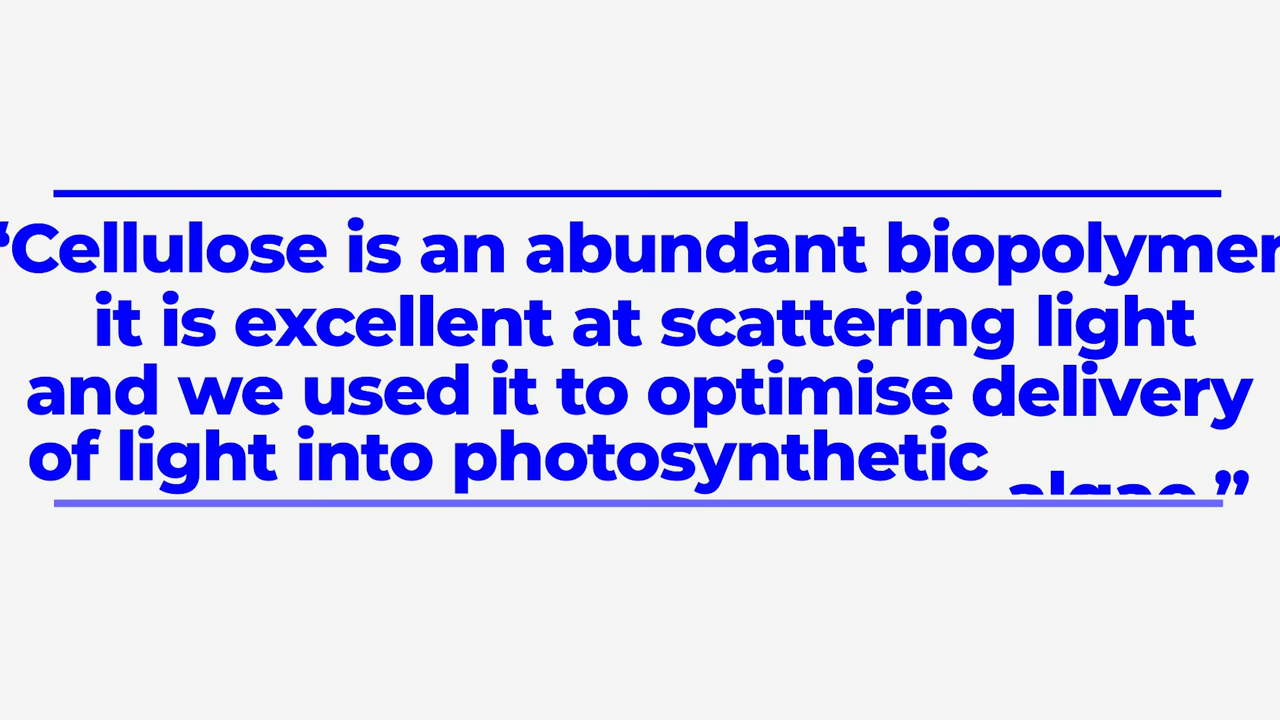 “Cellulose is an abundant biopolymer
it is excellent at scattering light
and we used it to optimise delivery
of light into photosynthetic algae.”